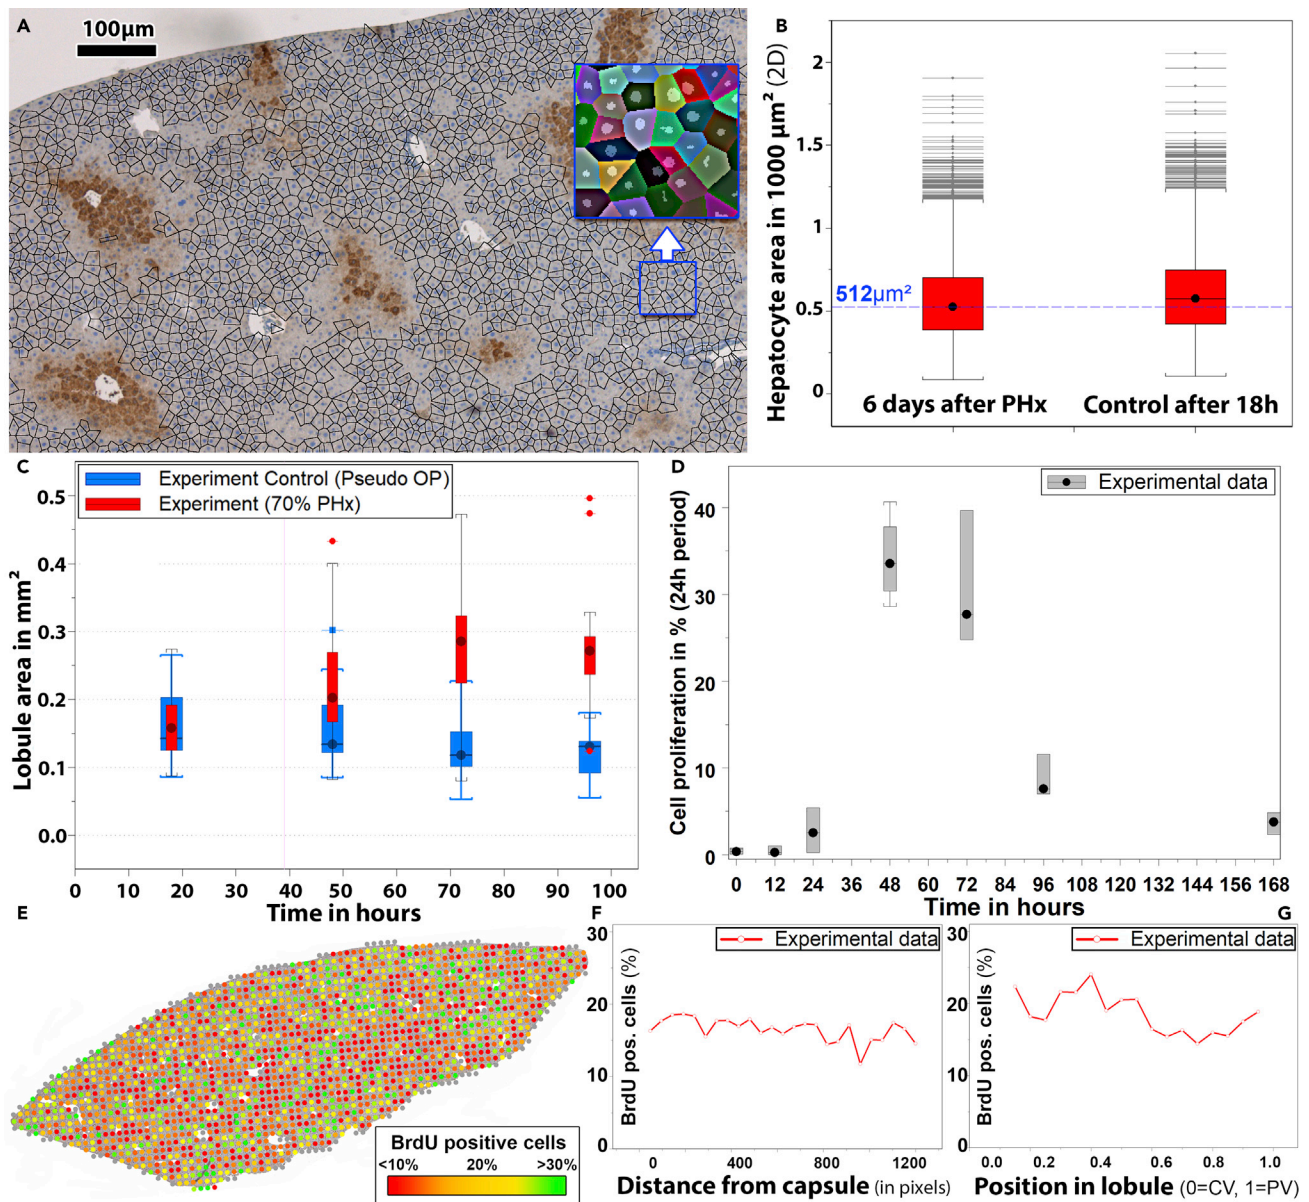 A
100µm
B
Hepatocyte area in 1000 µm² (2D)
2
1.5
1
0.5
0
512µm²
6 days after PHx
Control after 18h
C
Experiment Control (Pseudo OP)
Experiment (70% PHx)
Lobule area in mm²
0.5
0.4
0.3
0.2
0.1
0.0
0 10 20 30 40 50 60 70 80 90 100
Time in hours
D
Experimental data
Cell proliferation in % (24h period)
40
30
20
10
0
0 12 24 36 48 60 72 84 96 108 120 132 144 156 168
Time in hours
E
BrdU positive cells
<10% 20% >30%
F
Experimental data
BrdU pos. cells (%)
30
20
10
0
0 400 800 1200
Distance from capsule (in pixels)
G
Experimental data
BrdU pos. cells (%)
30
20
10
0
0.0 0.2 0.4 0.6 0.8 1.0
Position in lobule (0=CV, 1=PV)